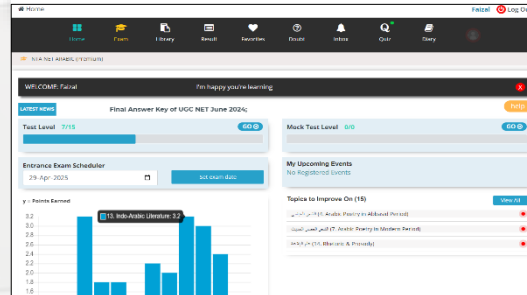 Home
Faizal Log Out
Home Exam Library Result Favorites Doubt Inbox Quiz Diary
NTA NET ARABIC (Premium)
WELCOME: Faizal I'm happy you're learning X
LATEST NEWS Final Answer Key of UGC NET June 2024; help
Test Level 7/15 GO
Mock Test Level 0/0 GO
Entrance Exam Scheduler
29-Apr-2025 Set exam date
My Upcoming Events
No Registered Events
y : Points Earned
Topics to Improve On (15) View All
(6. Arabic Poetry in Abbasid Period)
(7. Arabic Poetry in Modern Period)
(14. Rhetoric & Prosody)
13. Indo-Arabic Literature: 3.2
3.2
3.0
2.8
2.6
2.4
2.2
2.0
1.8
1.6